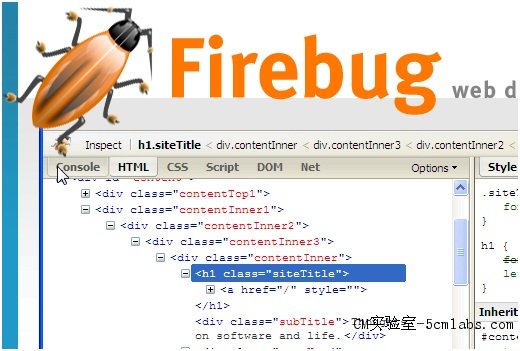 Firebug web d
Inspect h1.siteTitle < div.contentInner < div.contentInner3 < div.contentInner2 <
Console HTML CSS Script DOM Net Options Style
<div class="contentTop1">
<div class="contentInner1">
<div class="contentInner2">
<div class="contentInner3">
<div class="contentInner">
<h1 class="siteTitle">
<a href="/" style="">
</h1>
<div class="subTitle">
on software and life.</div>
.site
fo
}
h1 {
fo
le
}
Inherit
#conte
CM实验室-5cmlabs.com